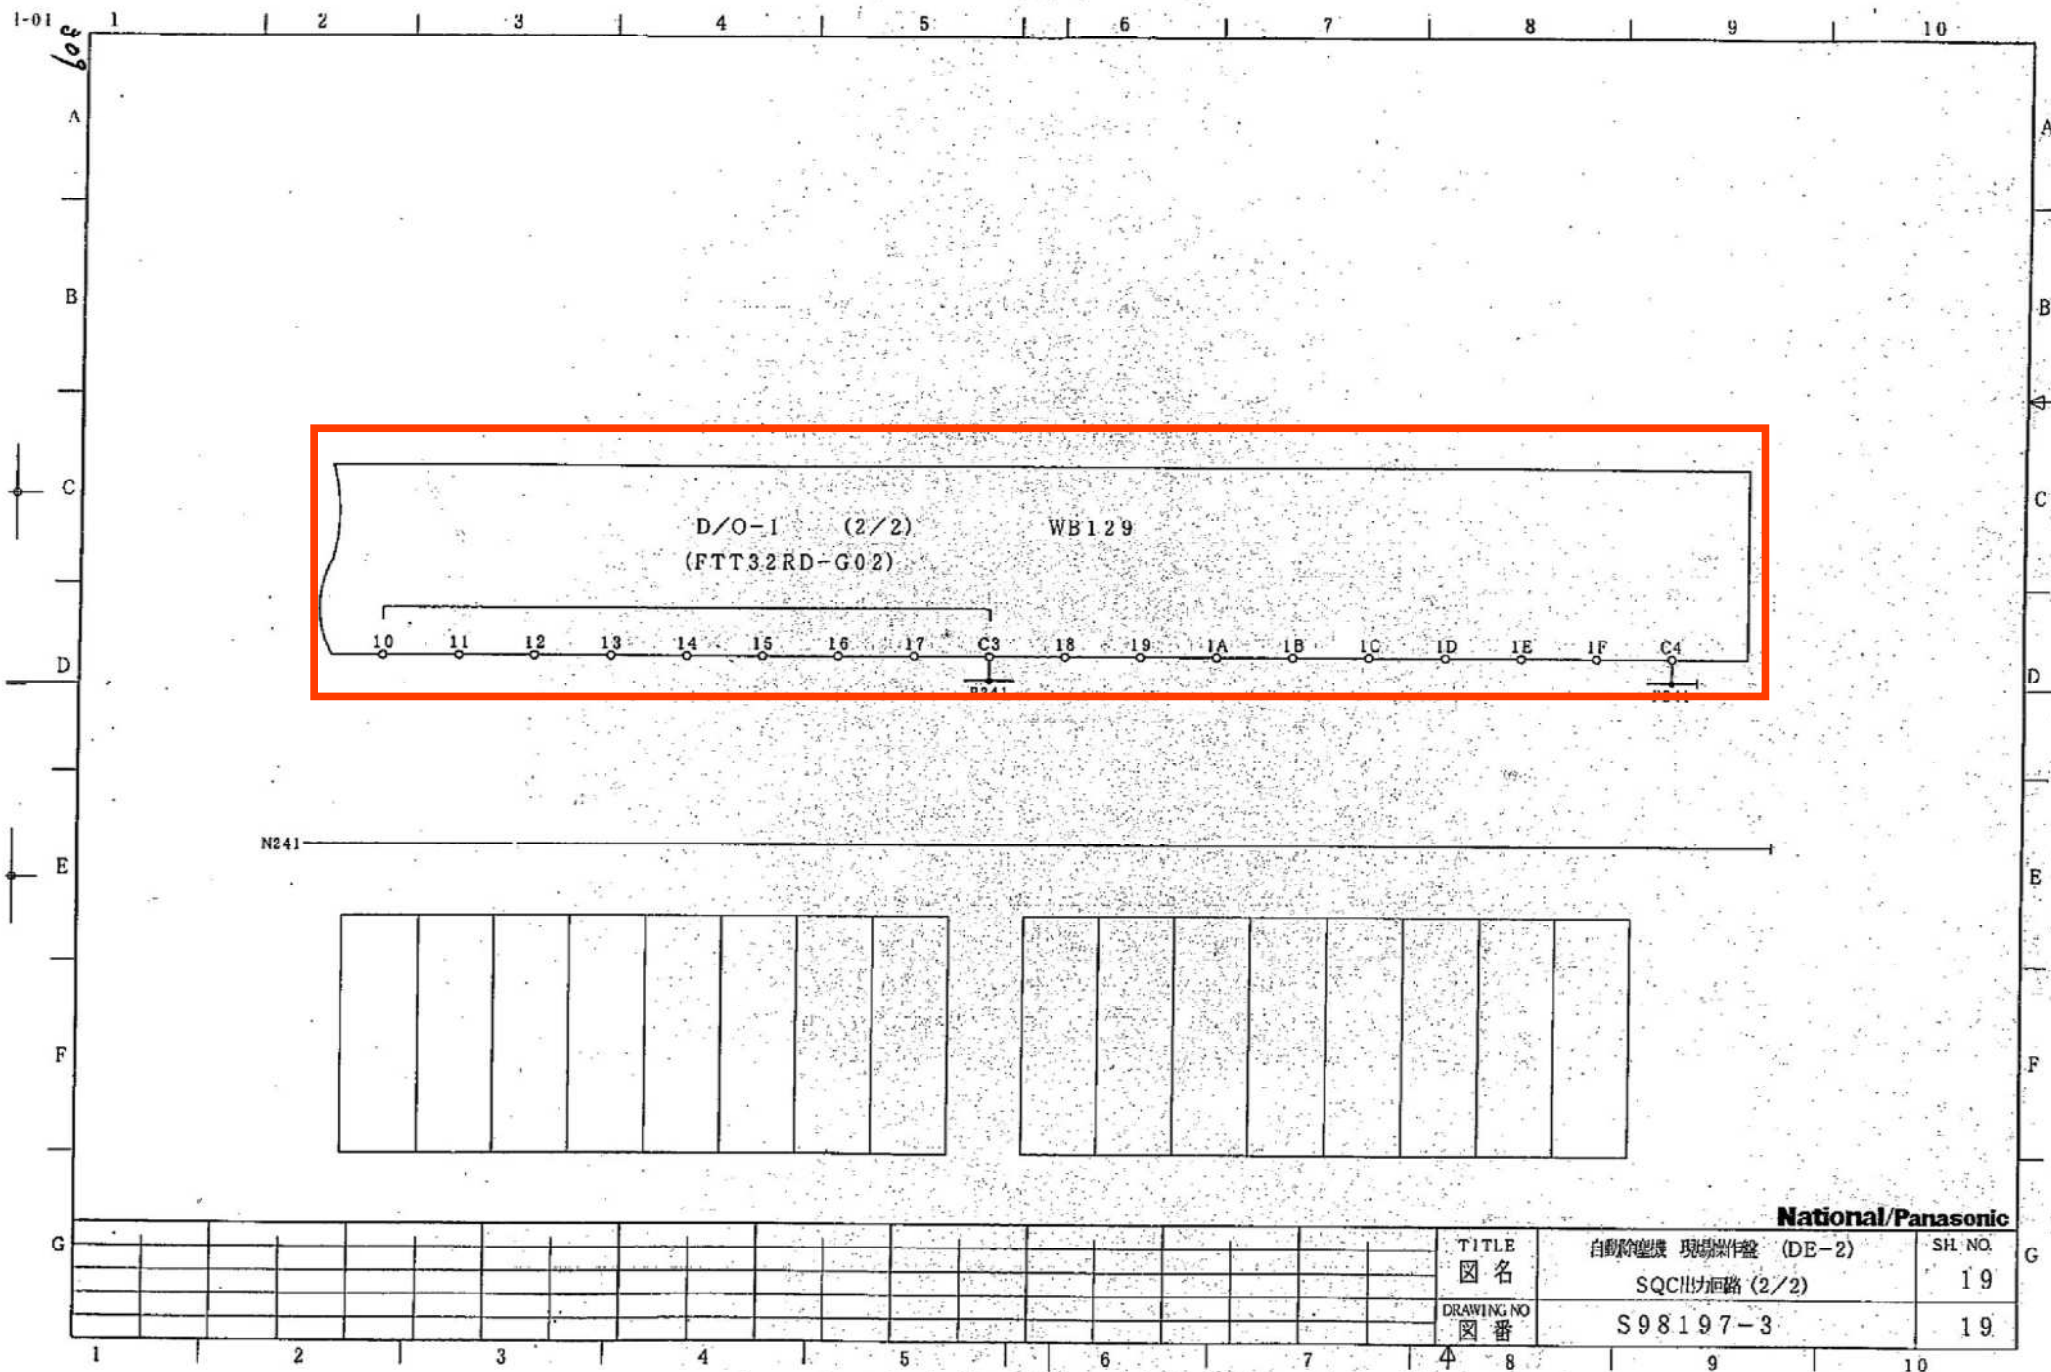 1-01
1 2 3 4 5 6 7 8 9 10
A A
B B
C C
D/O-1 (2/2) WB129
(FTT32RD-G02)
10 11 12 13 14 15 16 17 C3 18 19 1A 1B 1C 1D 1E 1F C4
D D
N241
E E
F F
National/Panasonic
G G
TITLE 自動除塵機 現場操作盤 (DE-2) SH. NO.
図名 SQC出力回路 (2/2) 19
DRAWING NO
図番 S98197-3 19
1 2 3 4 5 6 7 8 9 10